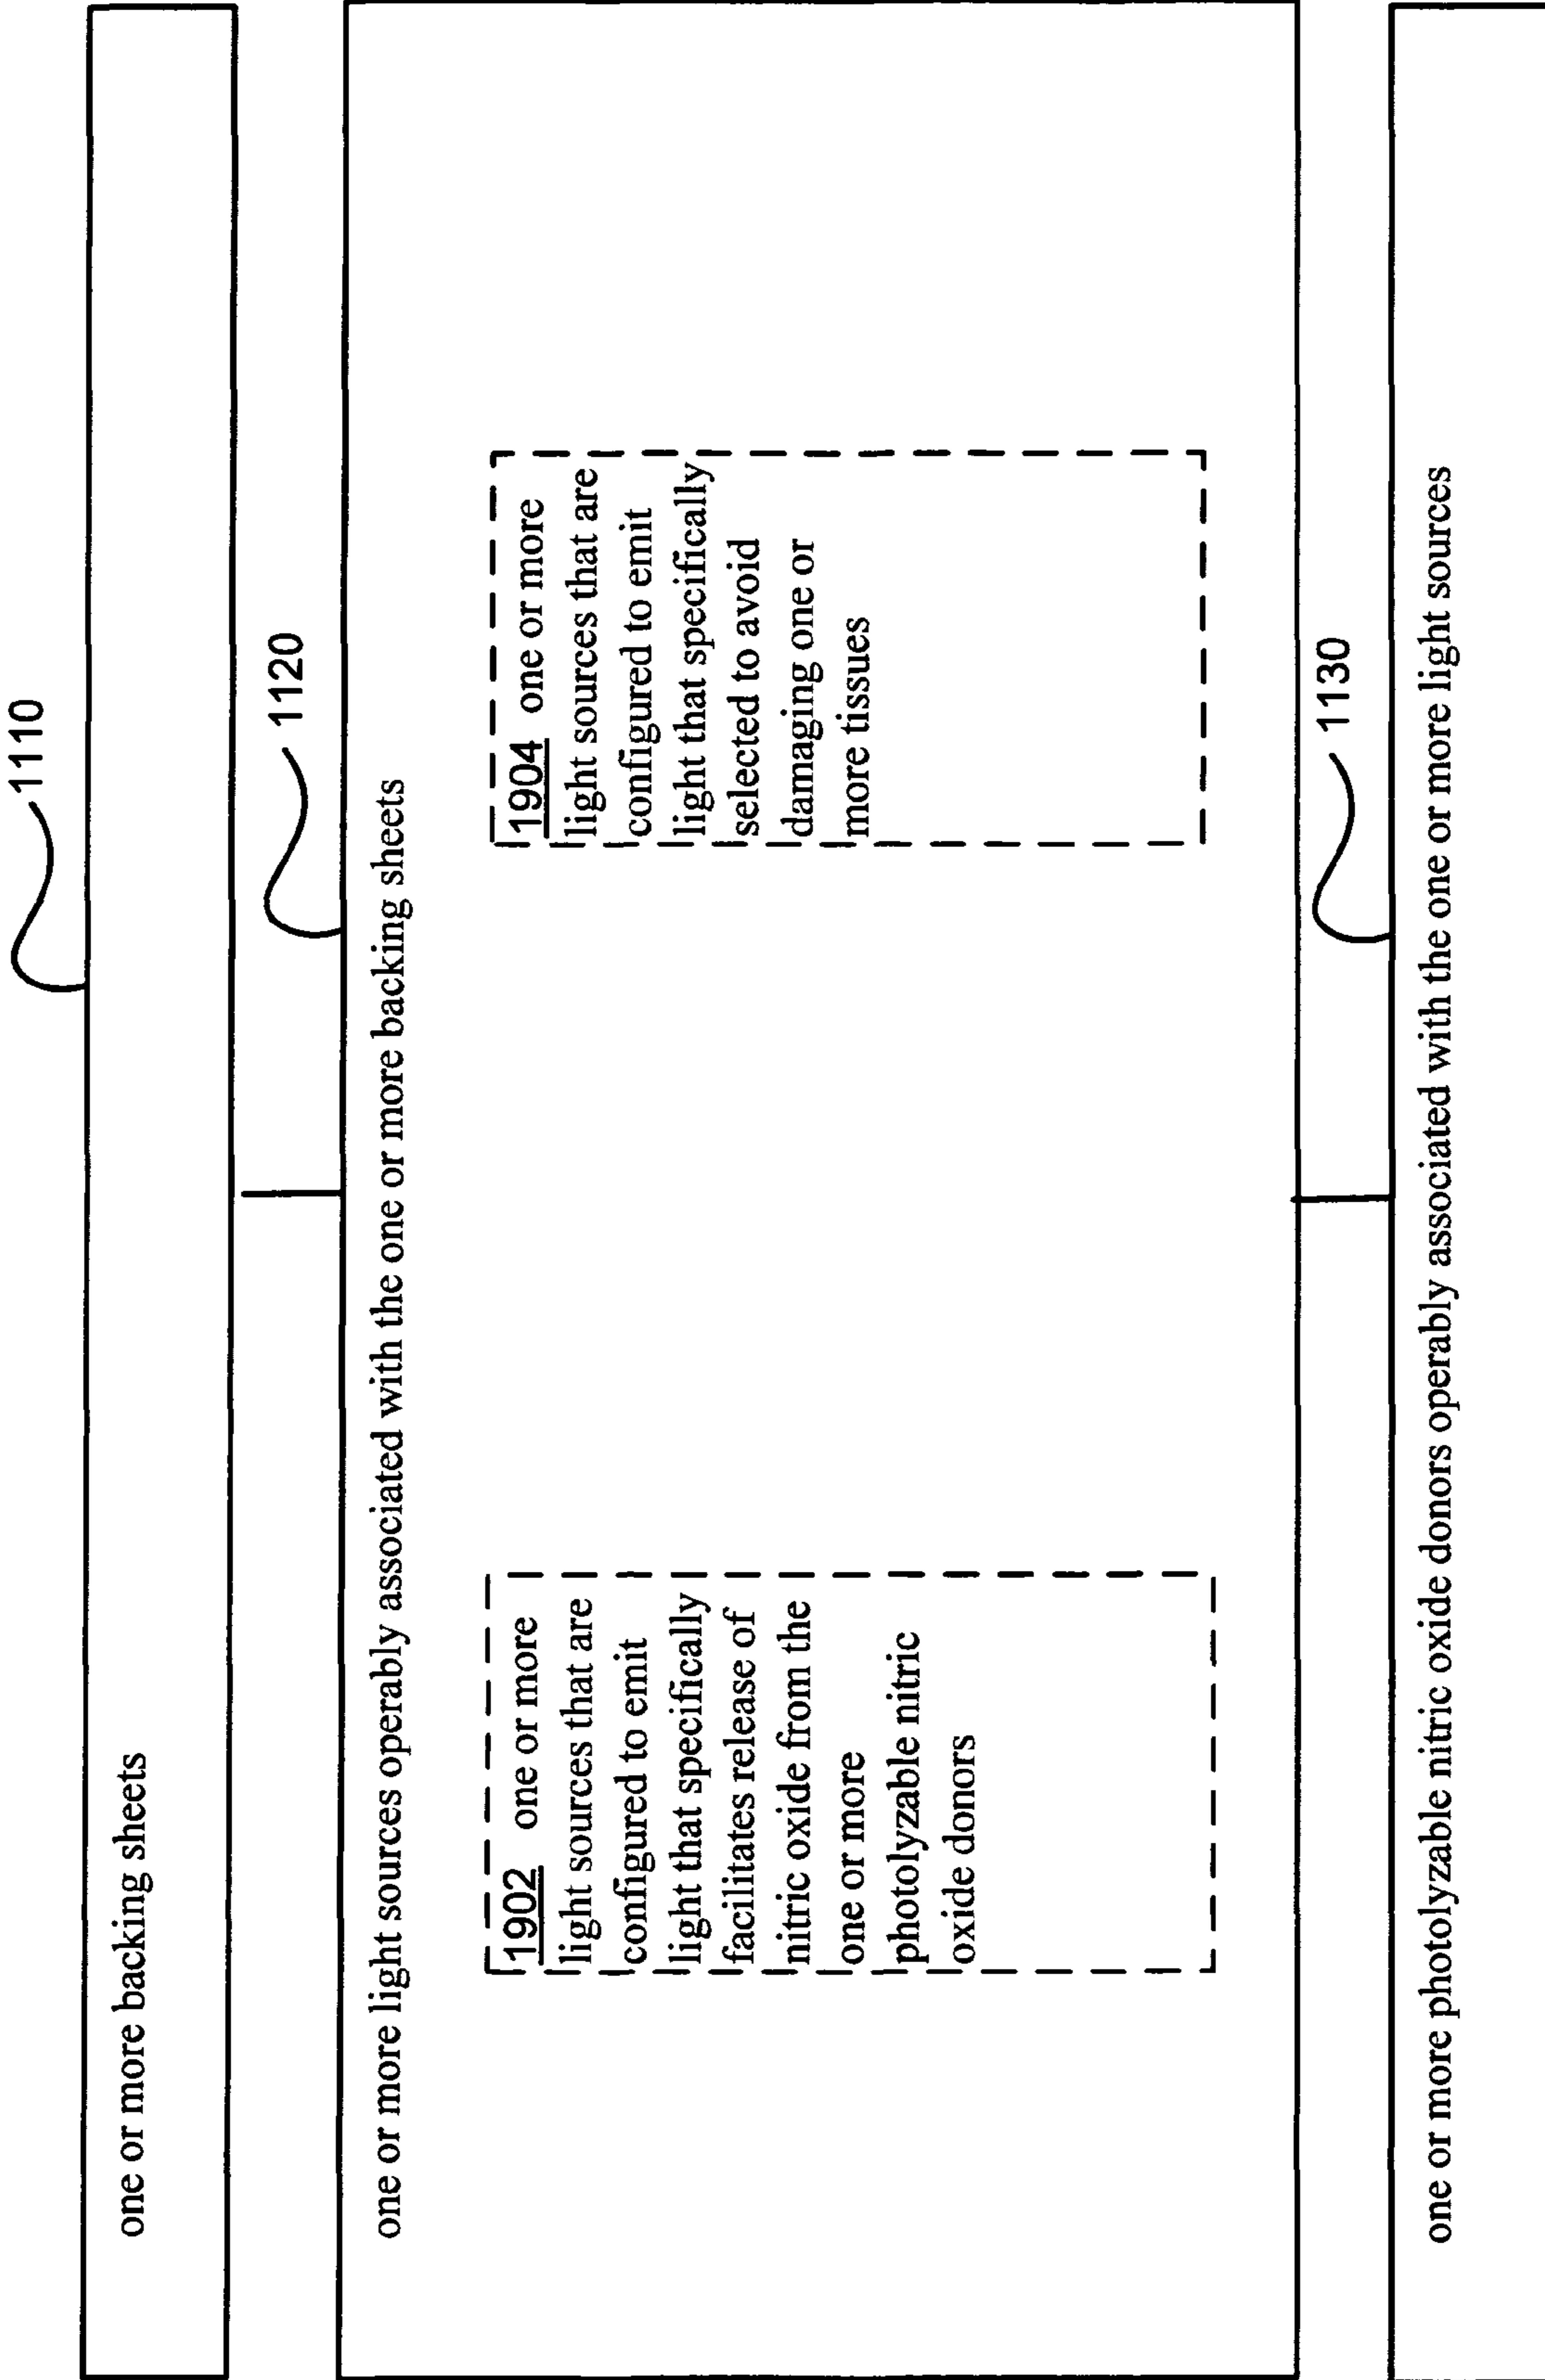 1110
one or more backing sheets
1120
one or more light sources operably associated with the one or more backing sheets
1902 one or more
light sources that are
configured to emit
light that specifically
facilitates release of
nitric oxide from the
one or more
photolyzable nitric
oxide donors
1904 one or more
light sources that are
configured to emit
light that specifically
selected to avoid
damaging one or
more tissues
1130
one or more photolyzable nitric oxide donors operably associated with the one or more light sources